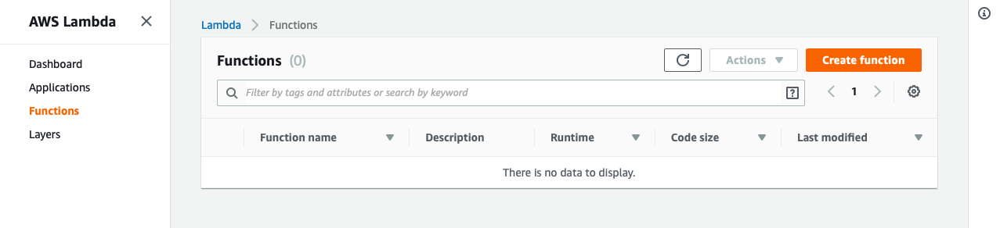 AWS Lambda
Dashboard
Applications
Functions
Layers
Lambda > Functions
Functions (0)
Actions
Create function
Filter by tags and attributes or search by keyword
?
1
Function name Description Runtime Code size Last modified
There is no data to display.